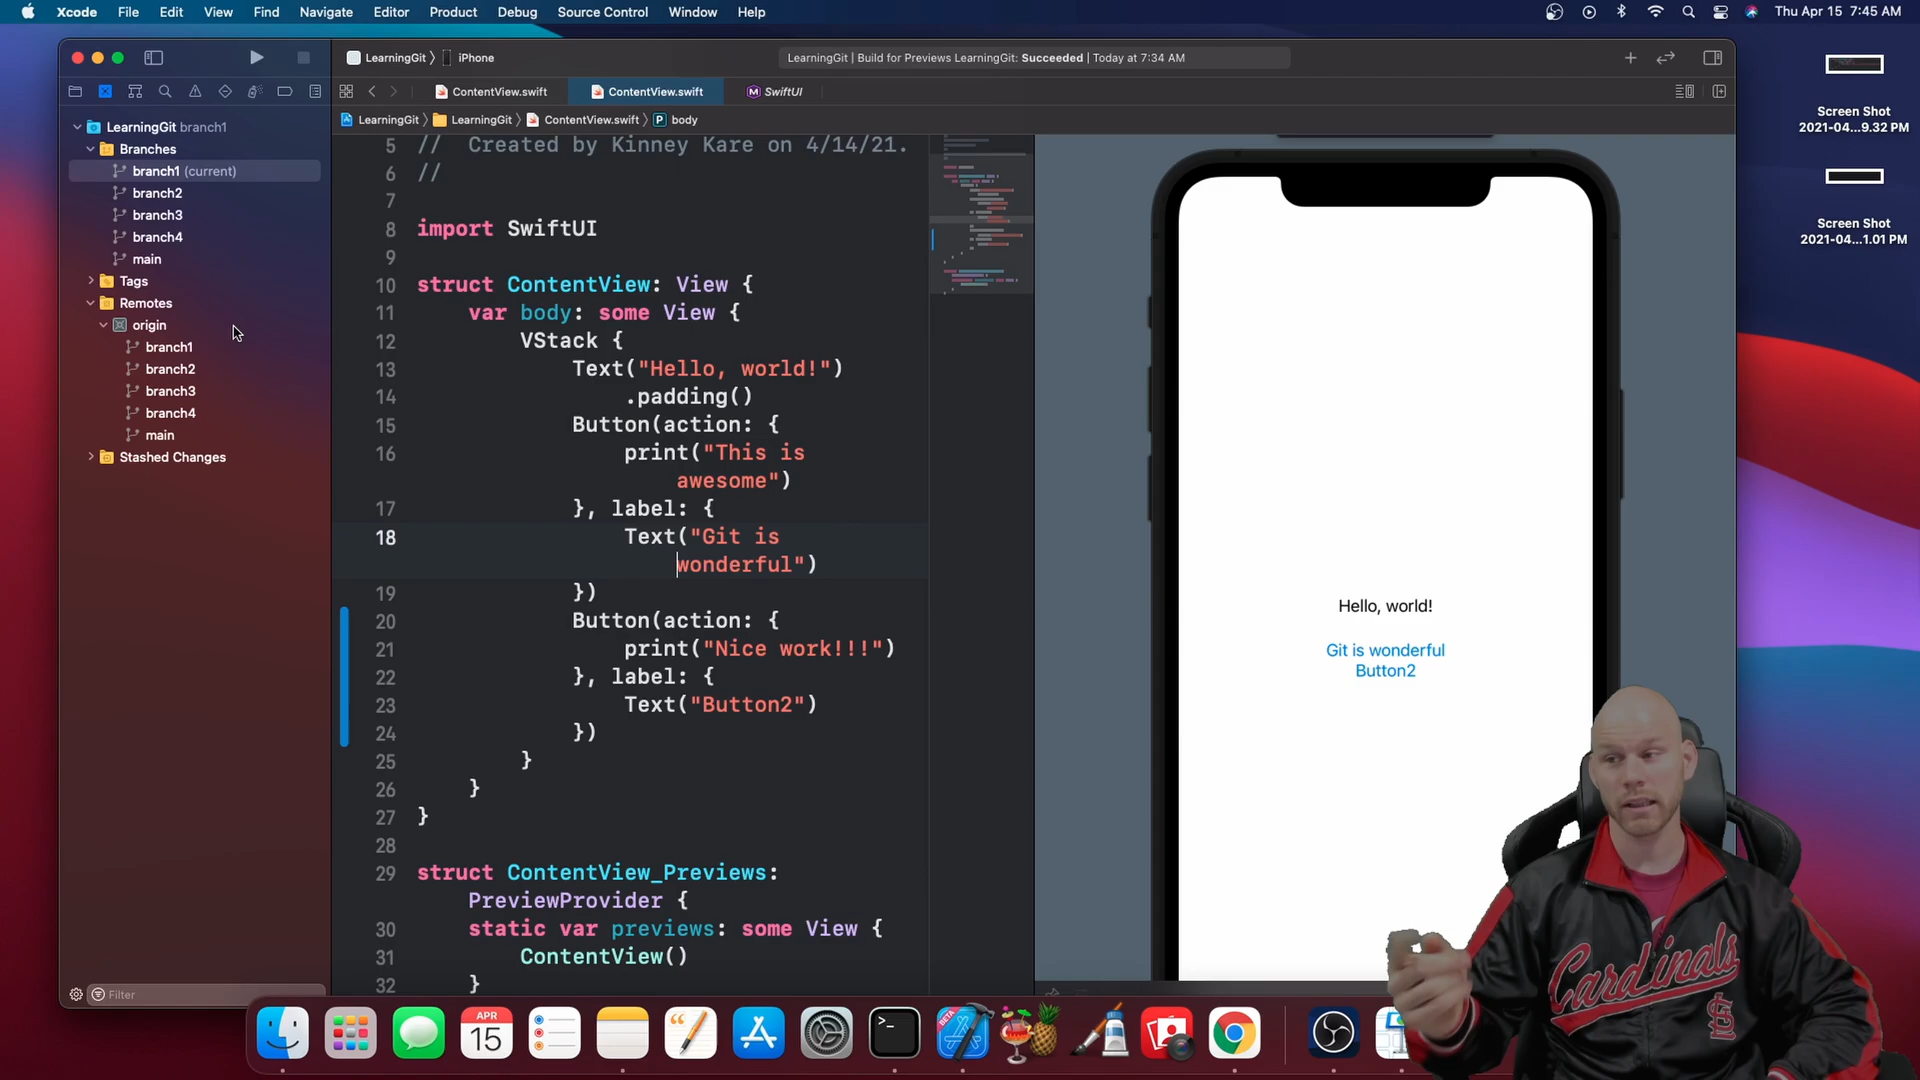 Xcode File Edit View Find Navigate Editor Product Debug Source Control Window Help
Thu Apr 15 7:45 AM
LearningGit iPhone
LearningGit | Build for Previews LearningGit: Succeeded | Today at 7:34 AM
ContentView.swift
ContentView.swift
M SwiftUI
LearningGit LearningGit ContentView.swift P body
LearningGit branch1
Branches
branch1 (current)
branch2
branch3
branch4
main
Tags
Remotes
origin
branch1
branch2
branch3
branch4
main
Stashed Changes
Filter
5 // Created by Kinney Kare on 4/14/21.
6 //
7
8 import SwiftUI
9
10 struct ContentView: View {
11 var body: some View {
12 VStack {
13 Text("Hello, world!")
14 .padding()
15 Button(action: {
16 print("This is
awesome")
17 }, label: {
18 Text("Git is
wonderful")
19 })
20 Button(action: {
21 print("Nice work!!!")
22 }, label: {
23 Text("Button2")
24 })
25 }
26 }
27 }
28
29 struct ContentView_Previews:
PreviewProvider {
30 static var previews: some View {
31 ContentView()
32 }
Hello, world!
Git is wonderful
Button2
Screen Shot
2021-04...9.32 PM
Screen Shot
2021-04...1.01 PM
APR
15
BETA
Cardinals